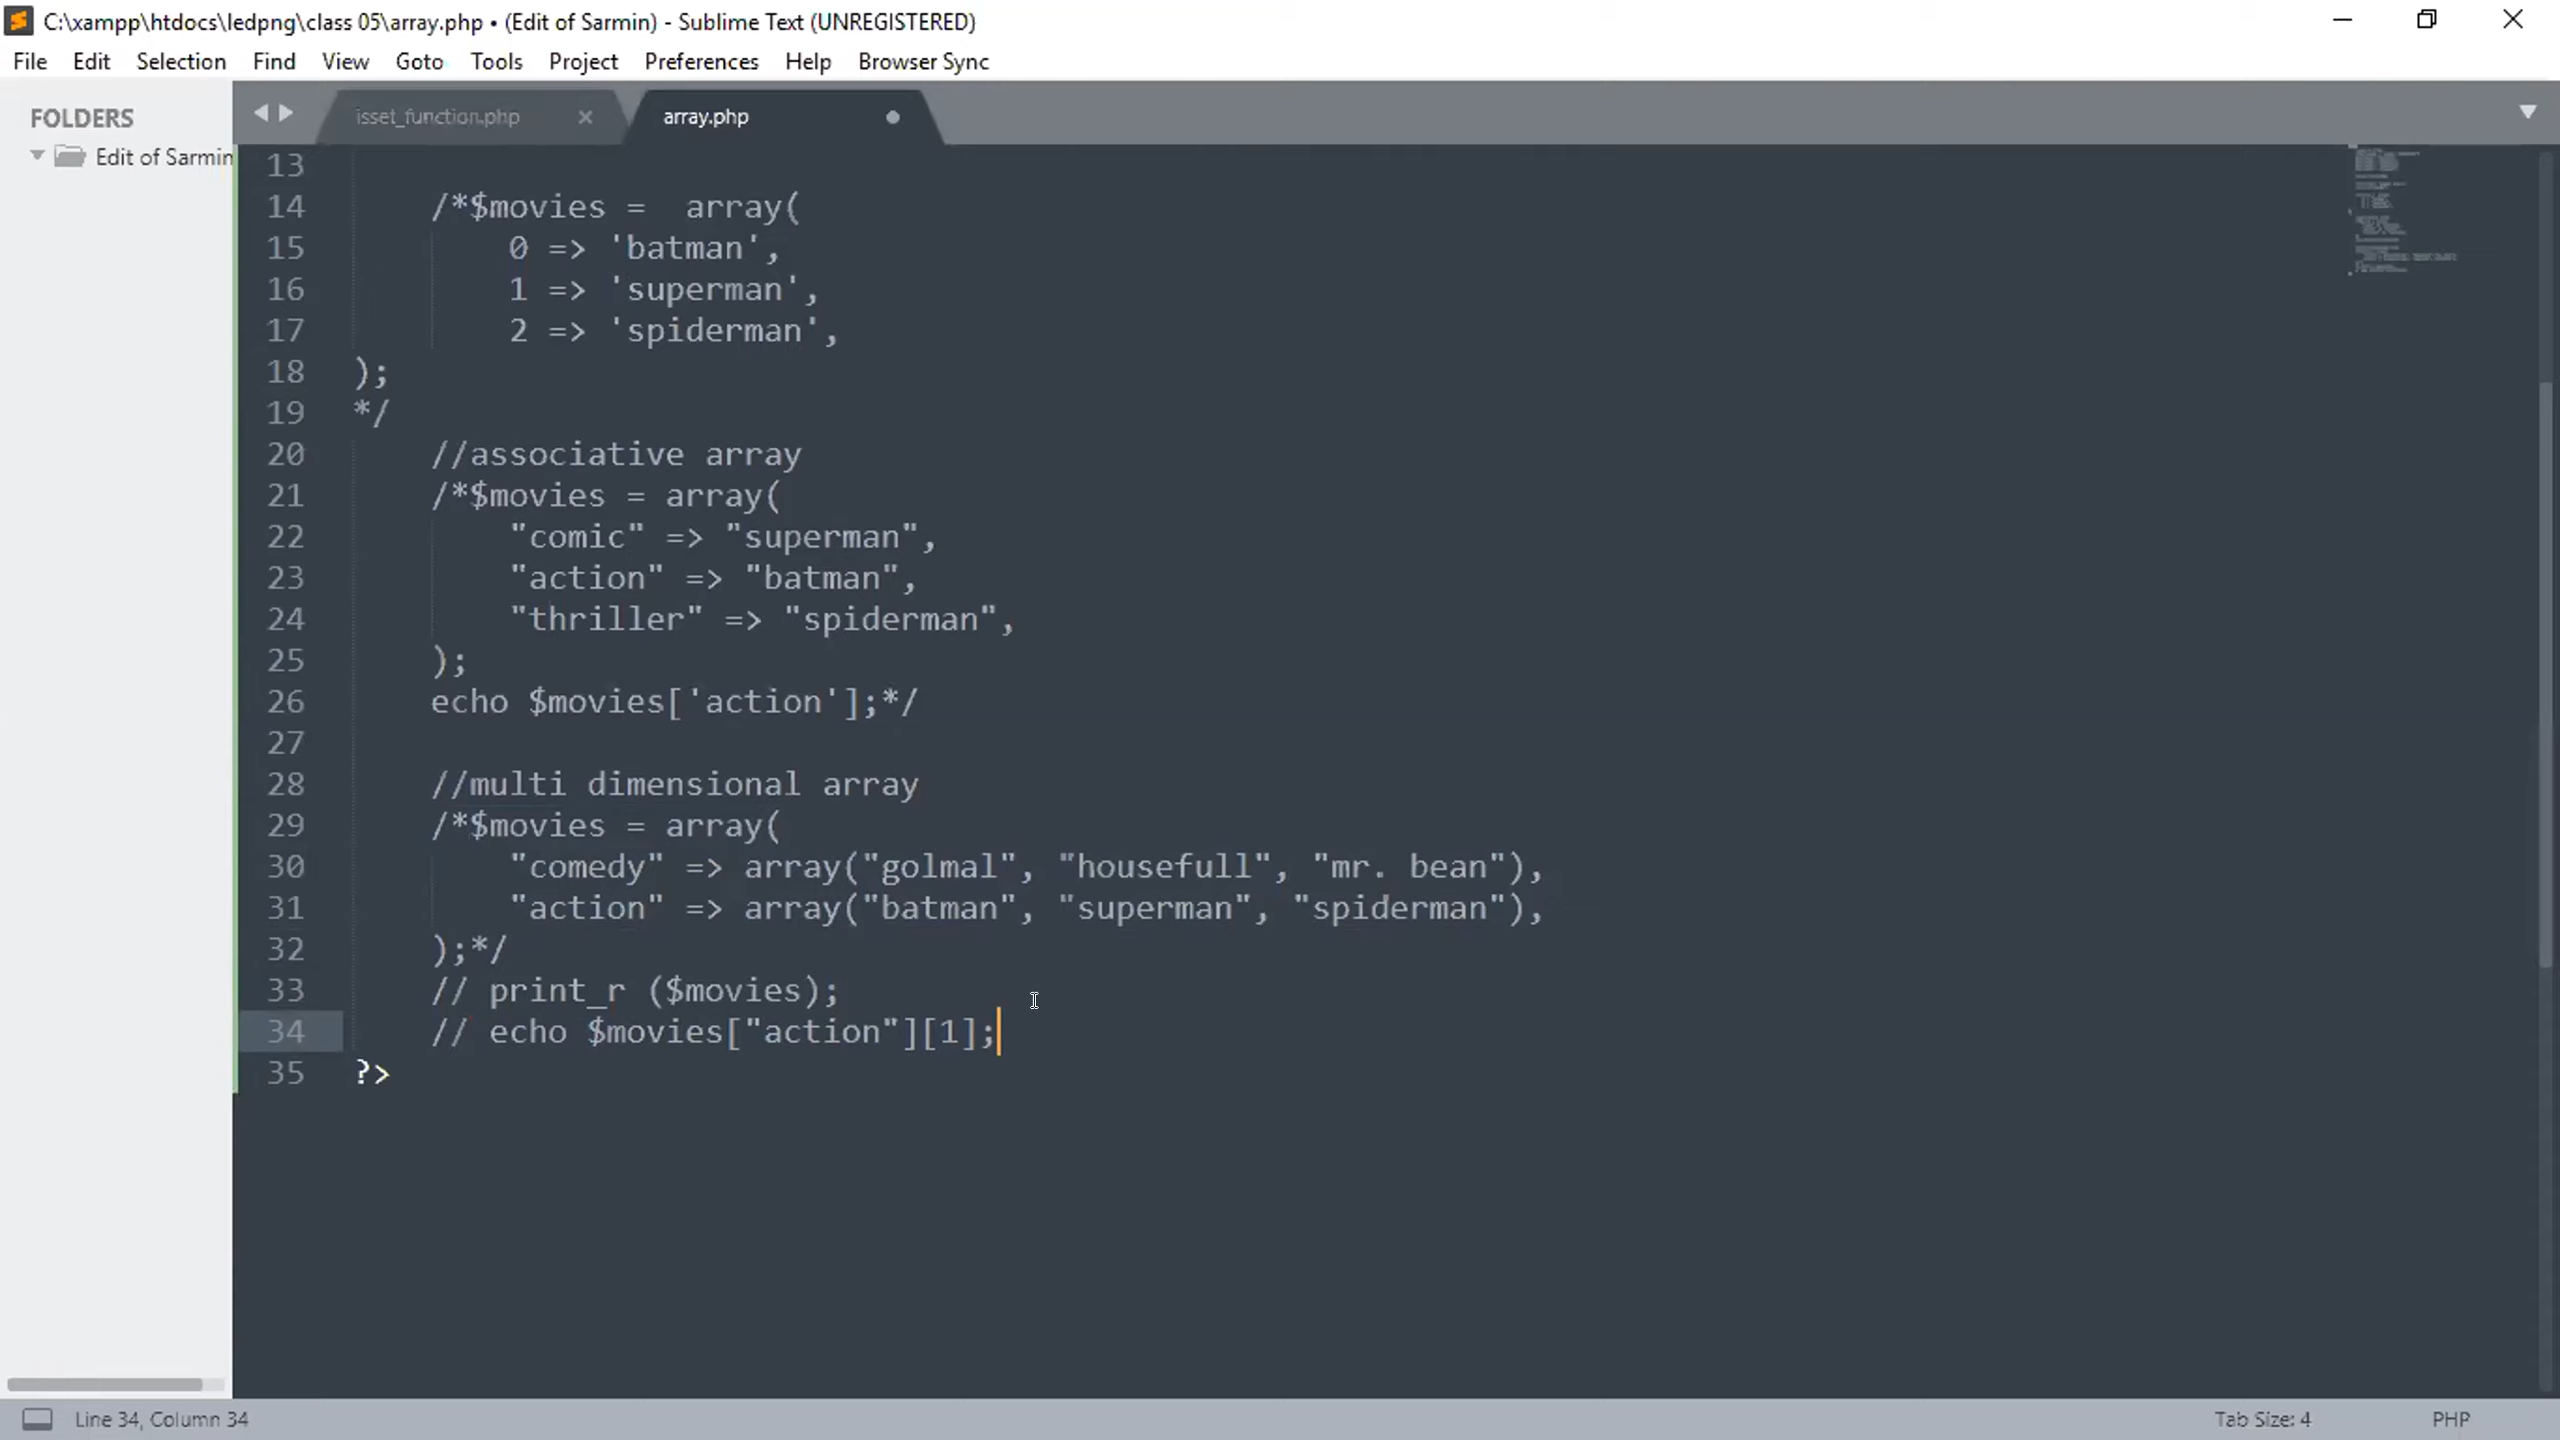 C:\xampp\htdocs\ledpng\class 05\array.php • (Edit of Sarmin) - Sublime Text (UNREGISTERED)
File Edit Selection Find View Goto Tools Project Preferences Help Browser Sync
FOLDERS
Edit of Sarmin
isset_function.php
array.php
13
14 /*$movies =  array(
15 0 => 'batman',
16 1 => 'superman',
17 2 => 'spiderman',
18 );
19 */
20 //associative array
21 /*$movies = array(
22 "comic" => "superman",
23 "action" => "batman",
24 "thriller" => "spiderman",
25 );
26 echo $movies['action'];*/
27
28 //multi dimensional array
29 /*$movies = array(
30 "comedy" => array("golmal", "housefull", "mr. bean"),
31 "action" => array("batman", "superman", "spiderman"),
32 );*/
33 // print_r ($movies);
34 // echo $movies["action"][1];
35 ?>
Line 34, Column 34
Tab Size: 4
PHP